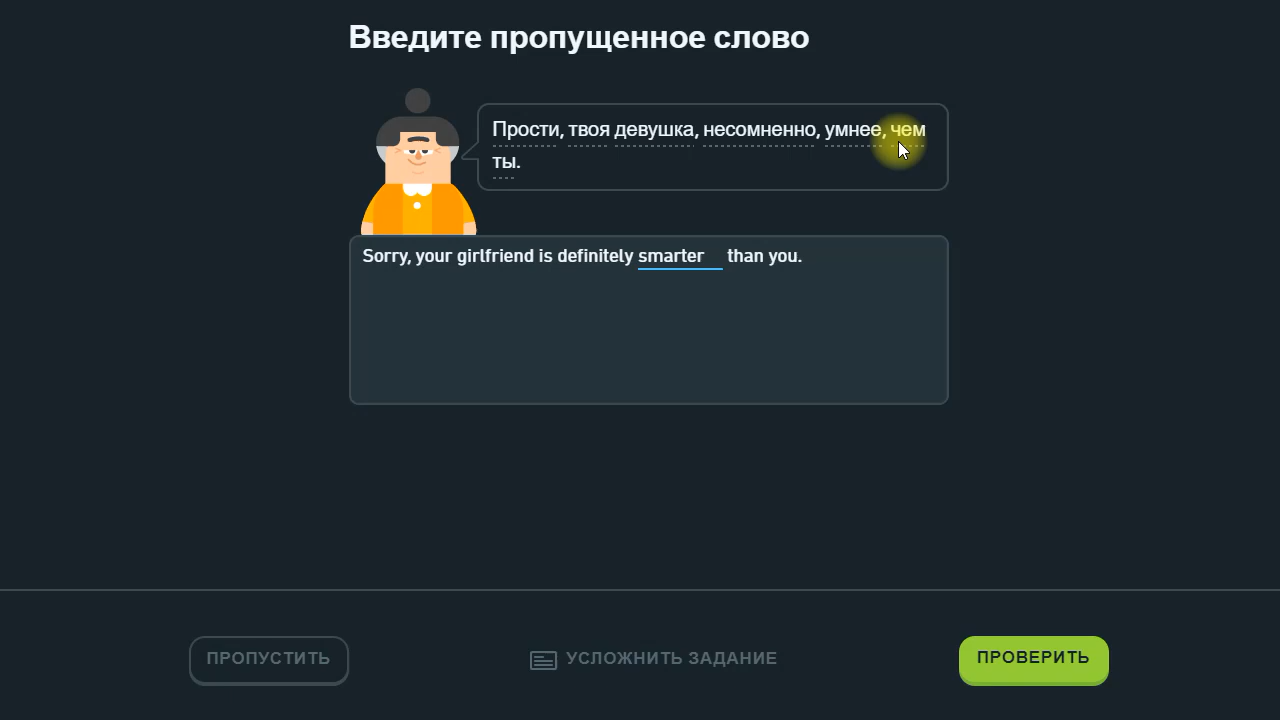 Введите пропущенное слово
Прости, твоя девушка, несомненно, умнее, чем
ты.
Sorry, your girlfriend is definitely smarter than you.
ПРОПУСТИТЬ
УСЛОЖНИТЬ ЗАДАНИЕ
ПРОВЕРИТЬ